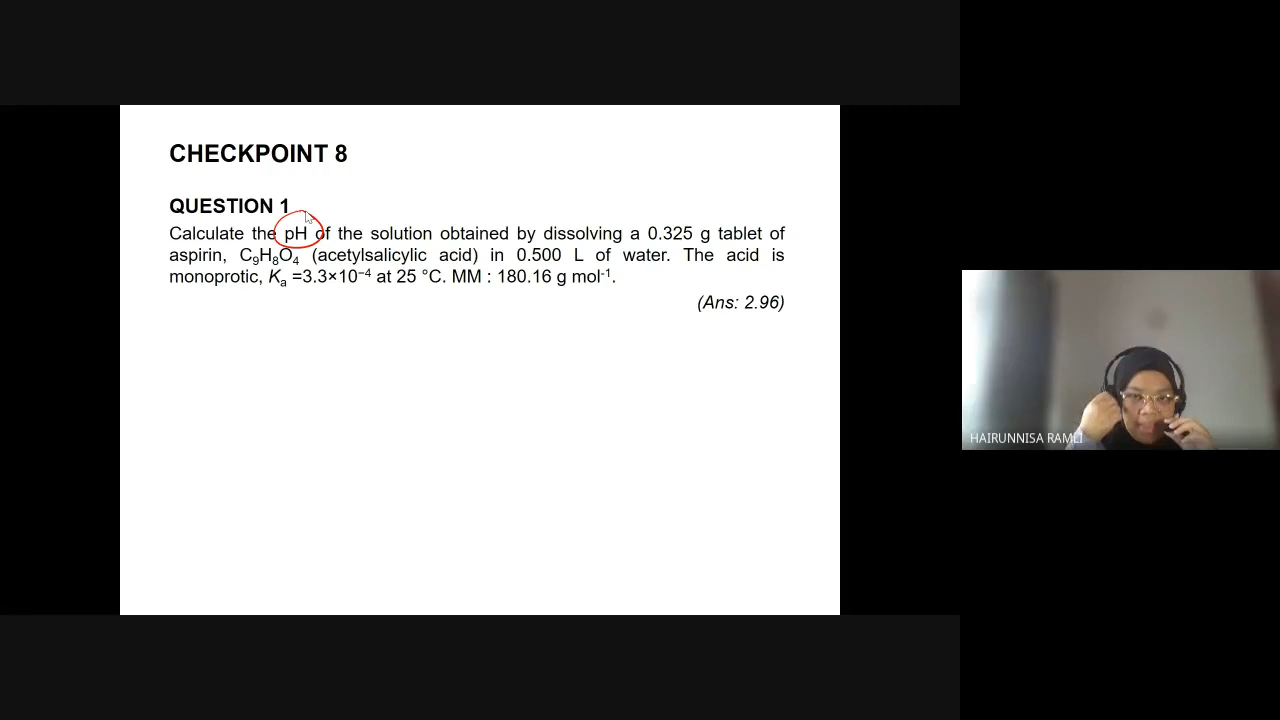 CHECKPOINT 8
QUESTION 1
Calculate the pH of the solution obtained by dissolving a 0.325 g tablet of
aspirin, C₉H₈O₄ (acetylsalicylic acid) in 0.500 L of water. The acid is
monoprotic, Kₐ =3.3×10⁻⁴ at 25 °C. MM : 180.16 g mol⁻¹.
(Ans: 2.96)
HAIRUNNISA RAMLI